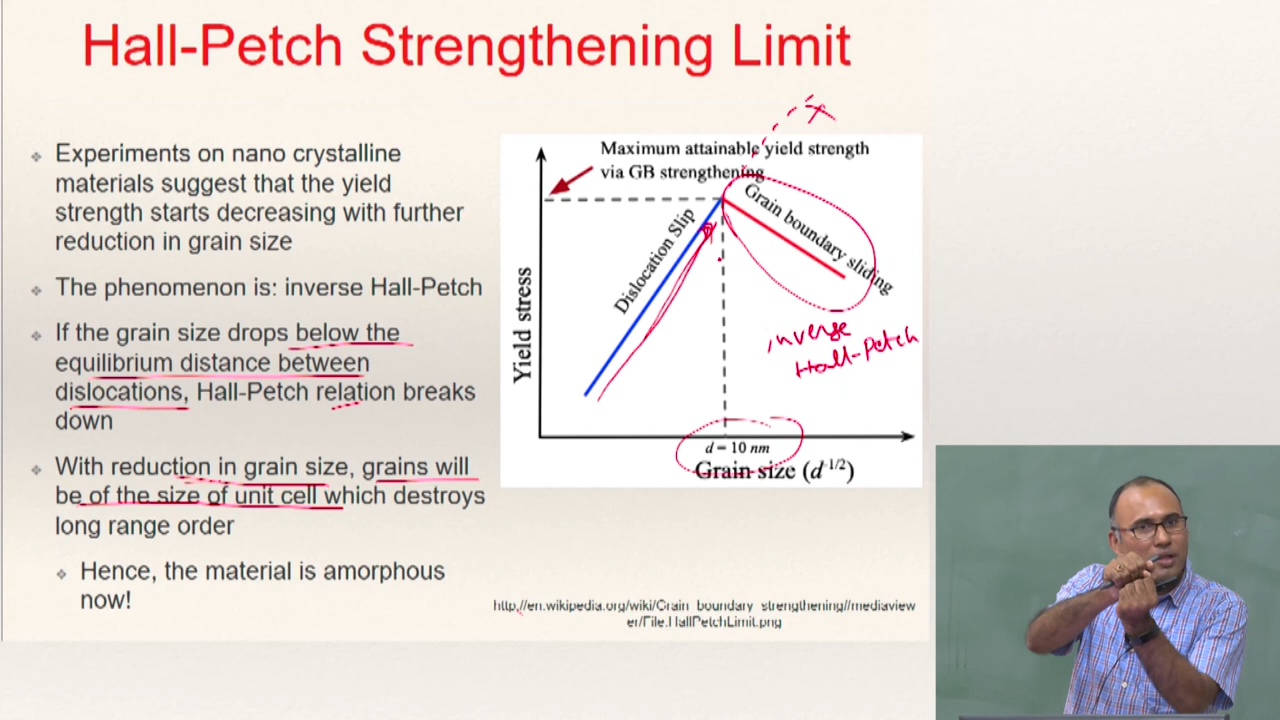 Hall-Petch Strengthening Limit
Experiments on nano crystalline
materials suggest that the yield
strength starts decreasing with further
reduction in grain size
The phenomenon is: inverse Hall-Petch
If the grain size drops below the
equilibrium distance between
dislocations, Hall-Petch relation breaks
down
With reduction in grain size, grains will
be of the size of unit cell which destroys
long range order
Hence, the material is amorphous
now!
Maximum attainable yield strength
via GB strengthening
Dislocation Slip
Grain boundary sliding
Yield stress
inverse
Hall-Petch
d = 10 nm
Grain size (d-1/2)
http://en.wikipedia.org/wiki/Grain_boundary_strengthening//mediaview
er/File:HallPetchLimit.png